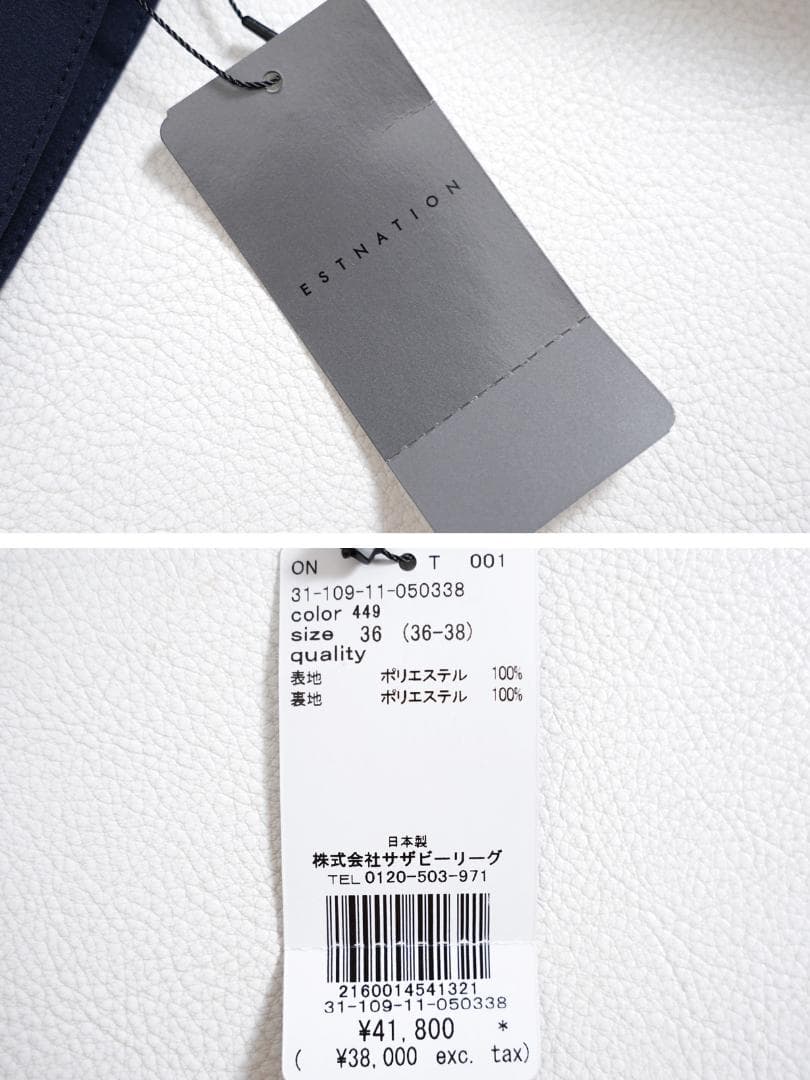 ESTNATION
ON T 001
31-109-11-050338
color 449
size 36 (36-38)
quality
表地 ポリエステル 100%
裏地 ポリエステル 100%
日本製
株式会社サザビーリーグ
TEL 0120-503-971
2160014541321
31-109-11-050338
¥41,800 *
( ¥38,000 exc. tax)